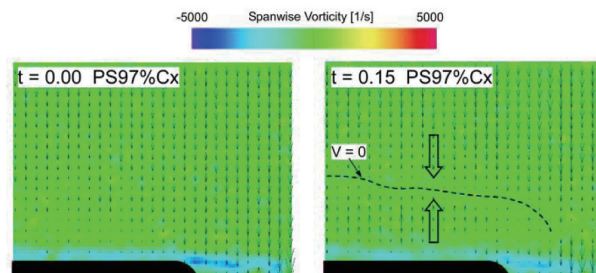 -5000 Spanwise Vorticity [1/s] 5000
t = 0.00 PS97%Cx
t = 0.15 PS97%Cx
V = 0